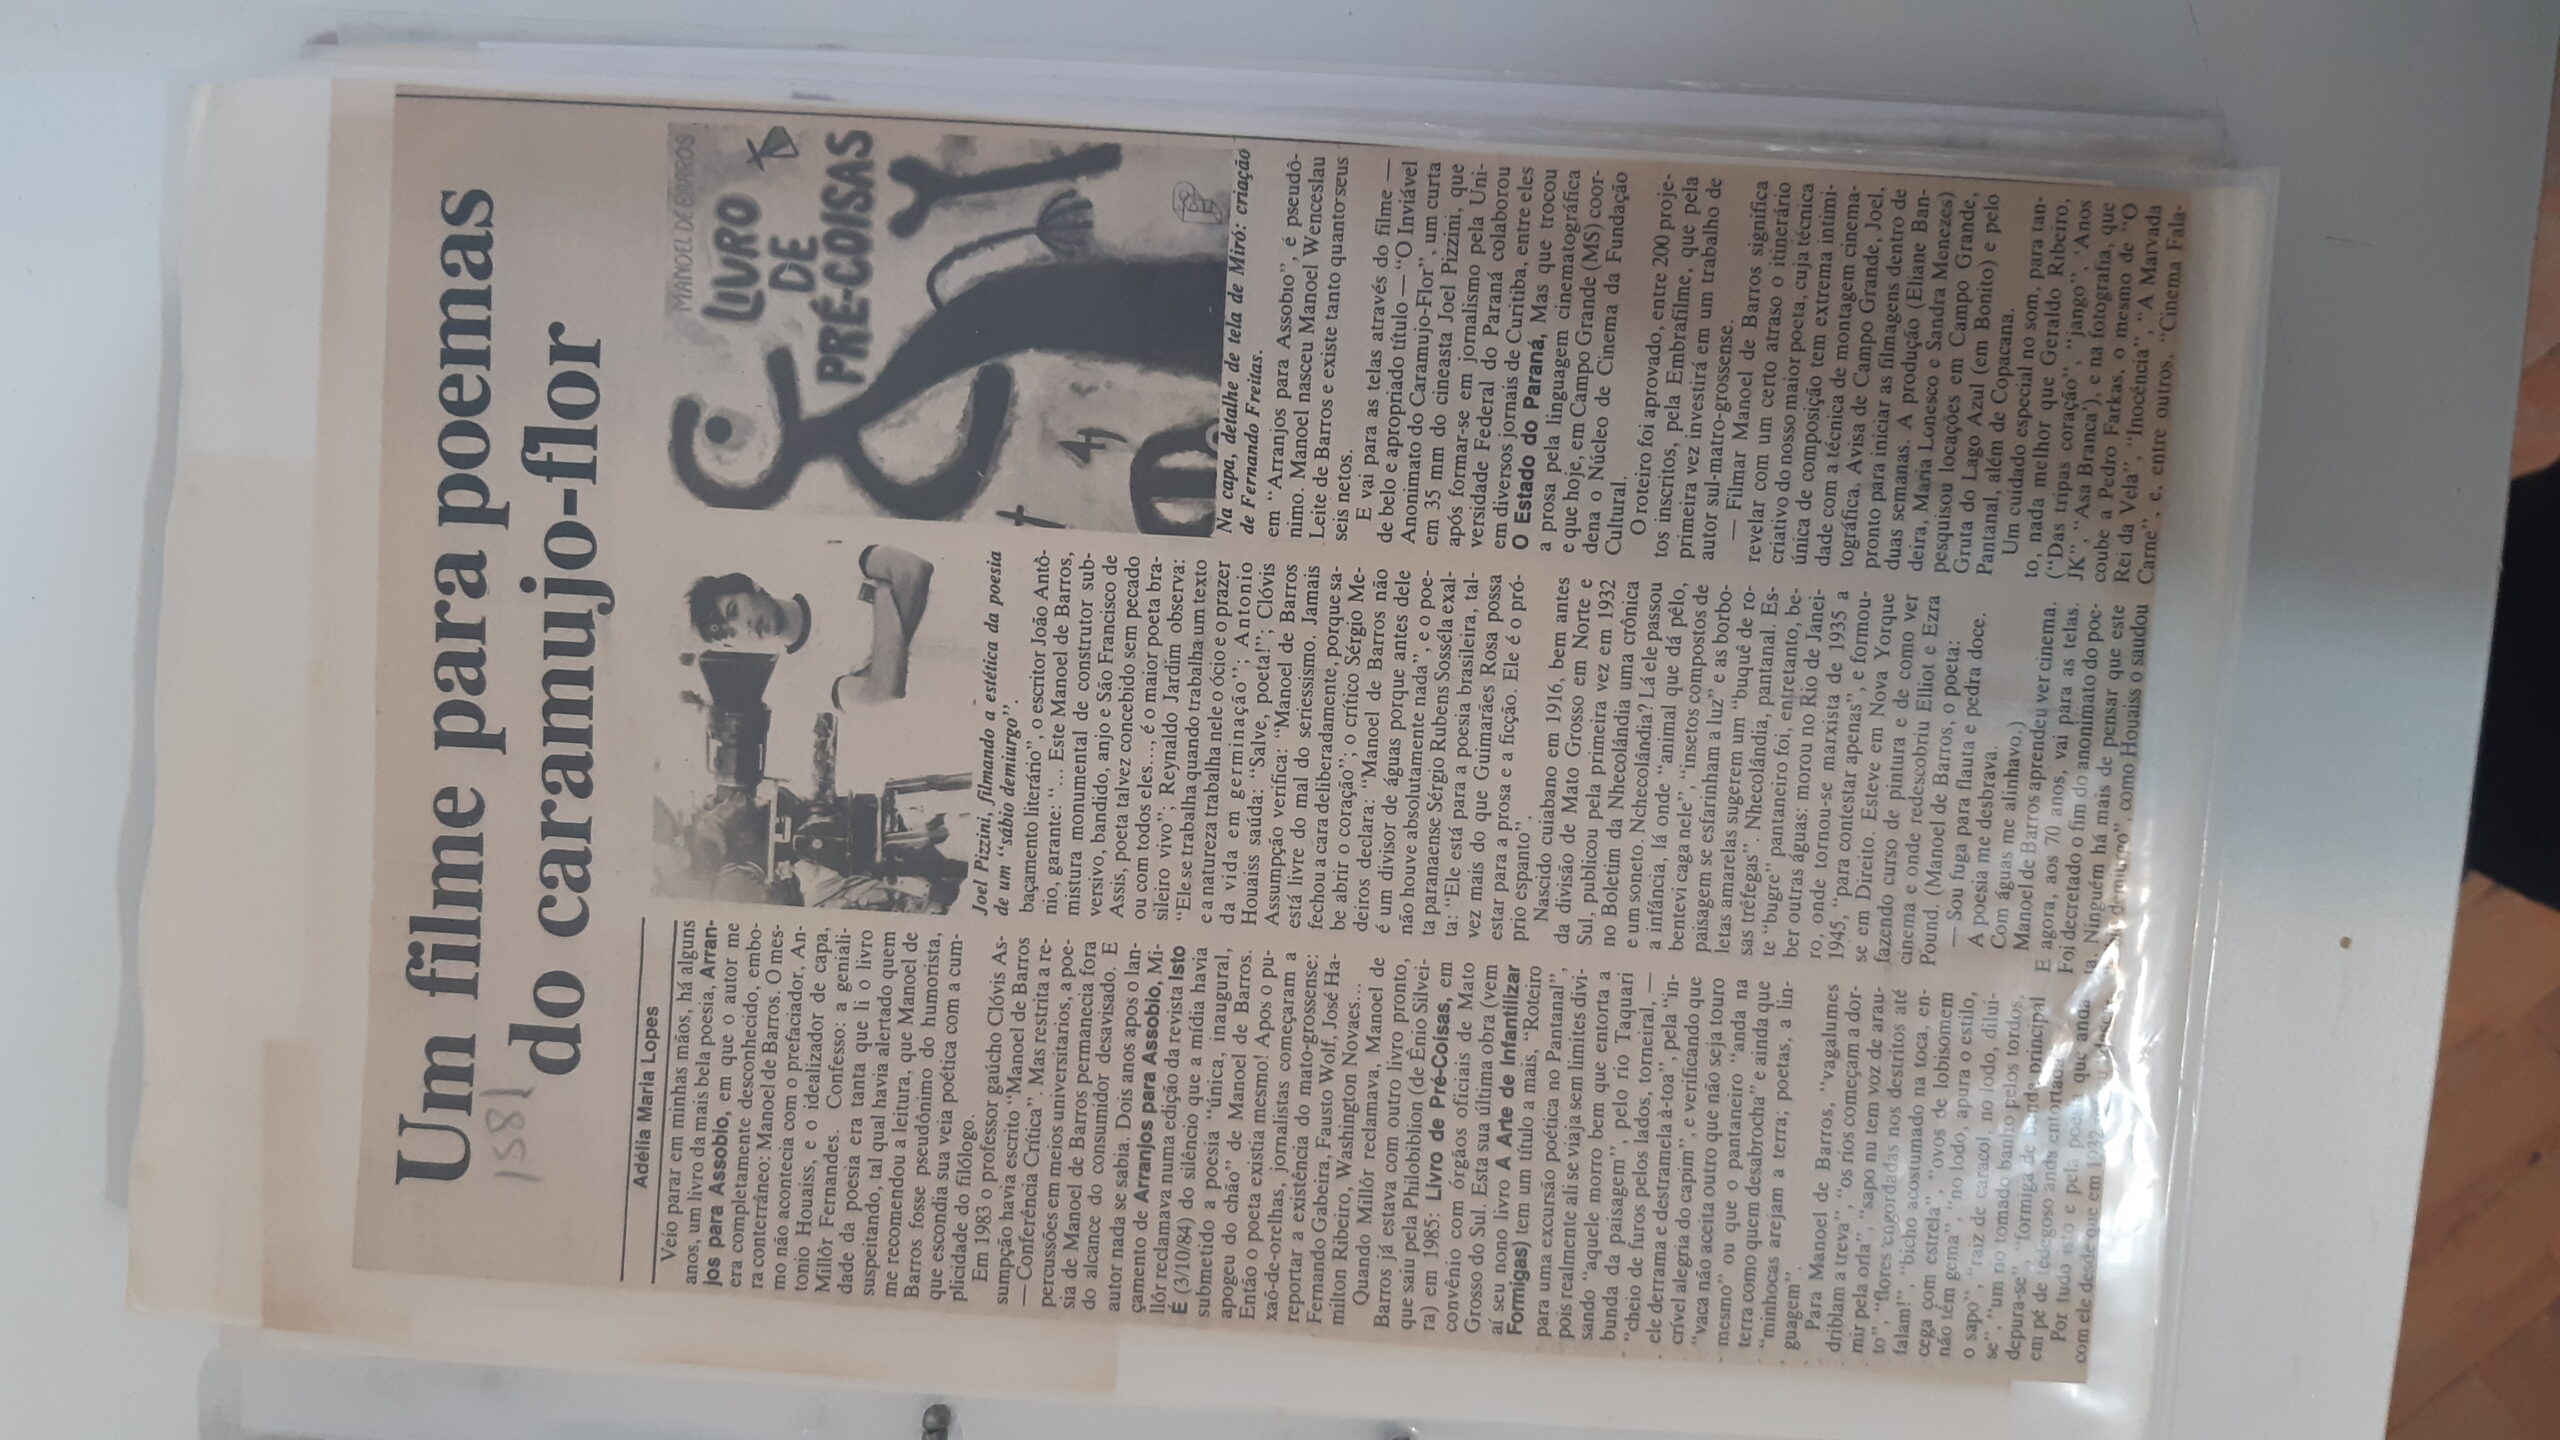 Um filme para poemas
do caramujo-flor
1581
Adélia Maria Lopes
Veio parar em minhas mãos, há alguns
anos, um livro da mais bela poesia, Arran-
jos para Assobio, em que o autor me
era completamente desconhecido, embo-
ra conterrâneo: Manoel de Barros. O mes-
mo não acontecia com o prefaciador, An-
tonio Houaiss, e o idealizador de capa,
Millôr Fernandes. Confesso: a geniali-
dade da poesia era tanta que li o livro
suspeitando, tal qual havia alertado quem
me recomendou a leitura, que Manoel de
Barros fosse pseudônimo do humorista,
que escondia sua veia poética com a cum-
plicidade do filólogo.
Em 1983 o professor gaúcho Clóvis As-
sumpção havia escrito “Manoel de Barros
— Conferência Crítica”. Mas restrita a re-
percussões em meios universitários, a poe-
sia de Manoel de Barros permanecia fora
do alcance do consumidor desavisado. E
autor nada se sabia. Dois anos apos o lan-
çamento de Arranjos para Assobio, Mi-
llôr reclamava numa edição da revista Isto
É (3/10/84) do silêncio que a mídia havia
submetido a poesia “única, inaugural,
apogeu do chão” de Manoel de Barros.
Então o poeta existia mesmo! Apos o pu-
xaõ-de-orelhas, jornalistas começaram a
reportar a existência do mato-grossense:
Fernando Gabeira, Fausto Wolf, José Ha-
milton Ribeiro, Washington Novaes...
Quando Millôr reclamava, Manoel de
Barros já estava com outro livro pronto,
que saiu pela Philobiblion (de Ênio Silvei-
ra) em 1985: Livro de Pré-Coisas, em
convênio com órgãos oficiais de Mato
Grosso do Sul. Esta sua última obra (vem
aí seu nono livro A Arte de Infantilizar
Formigas) tem um título a mais, “Roteiro
para uma excursão poética no Pantanal”,
pois realmente ali se viaja sem limites divi-
sando “aquele morro bem que entorta a
bunda da paisagem”, pelo rio Taquari
“cheio de furos pelos lados, torneiral, —
ele derrama e destramela à-toa”, pela “in-
crível alegria do capim”, e verificando que
“vaca não aceita outro que não seja touro
mesmo” ou que o pantaneiro “anda na
terra como quem desabrocha” e ainda que
“minhocas arejam a terra; poetas, a lin-
guagem”.
Para Manoel de Barros, “vagalumes
driblam a treva”, “os rios começam a dor-
mir pela orla”, “sapo nu tem voz de arau-
to”, “flores engordadas nos destritos até
falam!”, “bicho acostumado na toca, en-
cega com estrela”, “ovos de lobisomem
não têm gema”, “no lodo, apura o estilo,
o sapo”, “raiz de caracol, no lodo, dilui-
se”, “um rio tomado banho pelos tordos,
depura-se”, “formiga de bunda principal
em pé de fedegoso anda entortada”.
Por tudo isto e pela poesia que anda
com ele desde que em 1932
Joel Pizzini, filmando a estética da poesia
de um “sábio demiurgo”.
baçamento literário”, o escritor João Antô-
nio, garante: “... Este Manoel de Barros,
mistura monumental de construtor sub-
versivo, bandido, anjo e São Francisco de
Assis, poeta talvez concebido sem pecado
ou com todos eles..., é o maior poeta bra-
sileiro vivo”; Reynaldo Jardim observa:
“Ele se trabalha quando trabalha um texto
e a natureza trabalha nele o ócio e o prazer
da vida em germinação”; Antonio
Houaiss saúda: “Salve, poeta!”; Clóvis
Assumpção verifica: “Manoel de Barros
está livre do mal do seriessismo. Jamais
fechou a cara deliberadamente, porque sa-
be abrir o coração”; o crítico Sérgio Me-
deiros declara: “Manoel de Barros não
é um divisor de águas porque antes dele
não houve absolutamente nada”, e o poe-
ta paranaense Sérgio Rubens Sosséla exal-
ta: “Ele está para a poesia brasileira, tal-
vez mais do que Guimarães Rosa possa
estar para a prosa e a ficção. Ele é o pró-
prio espanto”.
Nascido cuiabano em 1916, bem antes
da divisão de Mato Grosso em Norte e
Sul, publicou pela primeira vez em 1932
no Boletim da Nhecolândia uma crônica
e um soneto. Nchecolândia? Lá ele passou
a infância, lá onde “animal que dá pêlo,
bentevi caga nele”, “insetos compostos de
paisagem se esfarinham a luz” e as borbo-
letas amarelas sugerem um “buquê de ro-
sas trêfegas”. Nhecolândia, pantanal. Es-
te “bugre” pantaneiro foi, entretanto, be-
ber outras águas: morou no Rio de Janei-
ro, onde tornou-se marxista de 1935 a
1945, “para contestar apenas”, e formou-
se em Direito. Esteve em Nova Yorque
fazendo curso de pintura e de como ver
cinema e onde redescobriu Elliot e Ezra
Pound. (Manoel de Barros, o poeta:
— Sou fuga para flauta e pedra doce.
A poesia me desbrava.
Com águas me alinhavo.)
Manoel de Barros aprendeu ver cinema.
E agora, aos 70 anos, vai para as telas.
Foi decretado o fim do anonimato do poe-
ta. Ninguém há mais de pensar que este
demiurgo”, como Houaiss o saudou
MANOEL DE BARROS
LIVRO
DE
PRÉ-COISAS
Na capa, detalhe de tela de Miró: criação
de Fernando Freitas.
em “Arranjos para Assobio”, é pseudô-
nimo. Manoel nasceu Manoel Wenceslau
Leite de Barros e existe tanto quanto seus
seis netos.
E vai para as telas através do filme —
de belo e apropriado título — “O Inviável
Anonimato do Caramujo-Flor”, um curta
em 35 mm do cineasta Joel Pizzini, que
após formar-se em jornalismo pela Uni-
versidade Federal do Paraná colaborou
em diversos jornais de Curitiba, entre eles
O Estado do Paraná, Mas que trocou
a prosa pela linguagem cinematográfica
e que hoje, em Campo Grande (MS) coor-
dena o Núcleo de Cinema da Fundação
Cultural.
O roteiro foi aprovado, entre 200 proje-
tos inscritos, pela Embrafilme, que pela
primeira vez investirá em um trabalho de
autor sul-matro-grossense.
— Filmar Manoel de Barros significa
revelar com um certo atraso o itinerário
criativo do nosso maior poeta, cuja técnica
única de composição tem extrema intimi-
dade com a técnica de montagem cinema-
tográfica, Avisa de Campo Grande, Joel,
pronto para iniciar as filmagens dentro de
duas semanas. A produção (Eliane Ban-
deira, Maria Lonesco e Sandra Menezes)
pesquisou locações em Campo Grande,
Gruta do Lago Azul (em Bonito) e pelo
Pantanal, além de Copacana.
Um cuidado especial no som, para tan-
to, nada melhor que Geraldo Ribeiro,
(“Das tripas coração”, “jango”, ‘Anos
JK” “Asa Branca’), e na fotografia, que
coube a Pedro Farkas, o mesmo de “O
Rei da Vela”, “Inocência”, “A Marvada
Carne”, e, entre outros, “Cinema Fala-